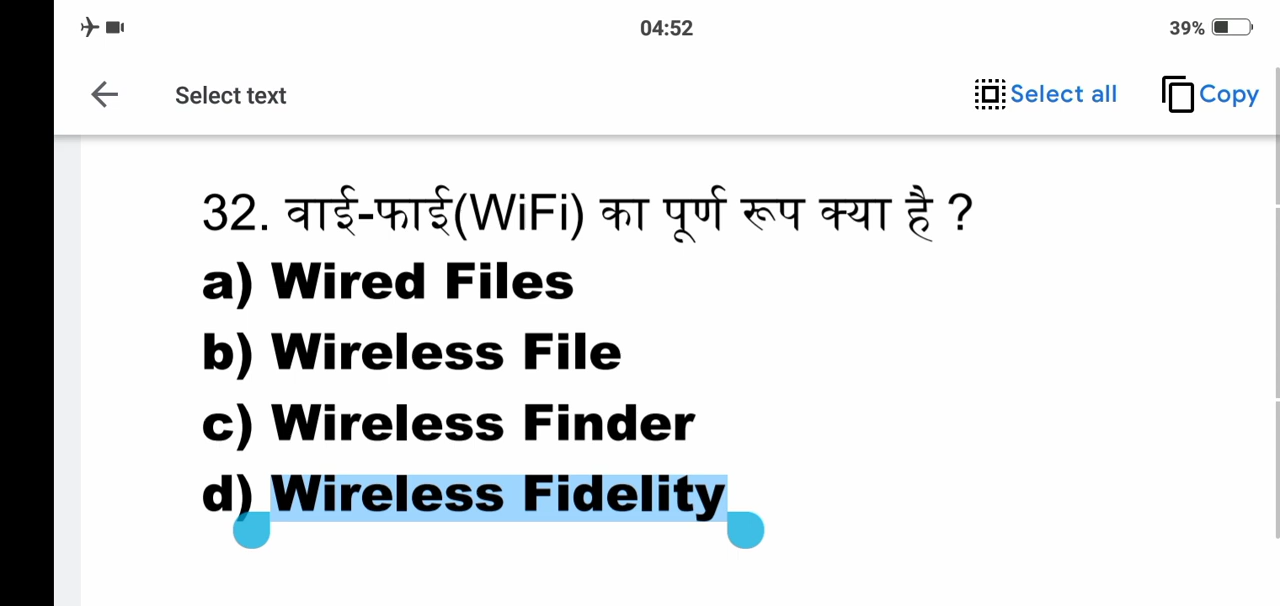 04:52
39%
Select text
Select all
Copy
32. वाई-फाई(WiFi) का पूर्ण रूप क्या है ?
a) Wired Files
b) Wireless File
c) Wireless Finder
d) Wireless Fidelity